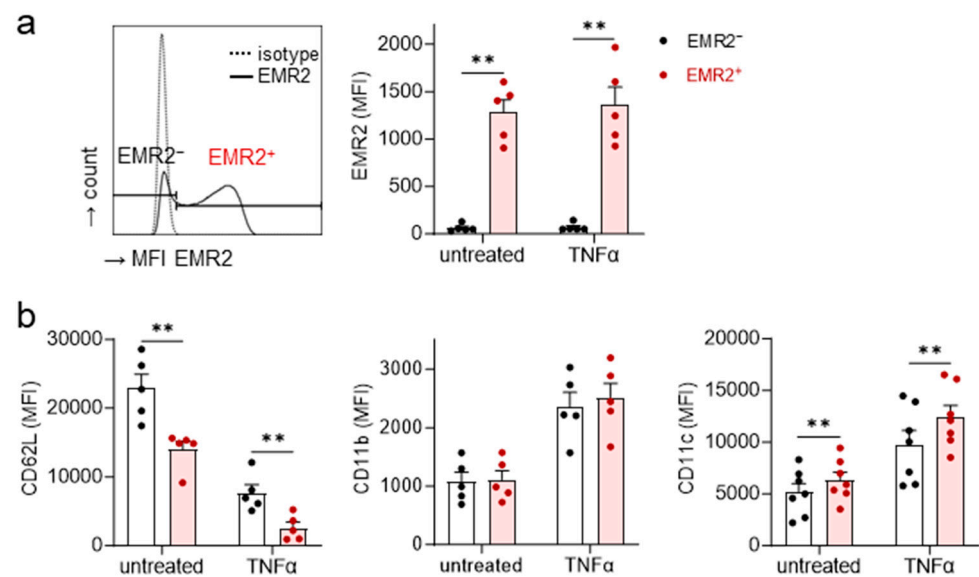 a
isotype
EMR2
EMR2⁻
EMR2⁺
→ count
→ MFI EMR2
EMR2 (MFI)
2000
1500
1000
500
0
**
**
untreated
TNFα
EMR2⁻
EMR2⁺
b
CD62L (MFI)
30000
20000
10000
0
**
**
untreated
TNFα
CD11b (MFI)
3000
2000
1000
0
untreated
TNFα
CD11c (MFI)
20000
15000
10000
5000
0
**
**
untreated
TNFα